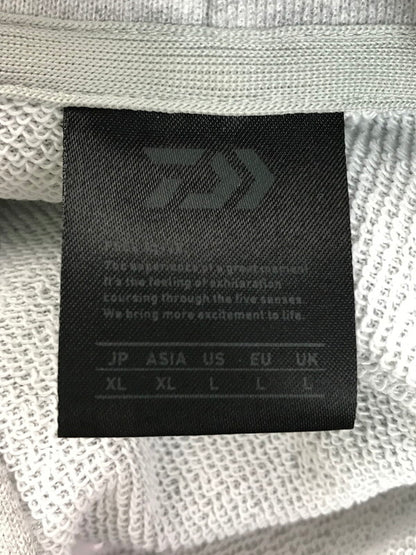 The experience of a great moment
It's the feeling of exhilaration
coursing through the five senses.
We bring more excitement to life.
JP ASIA US EU UK
XL XL L L L